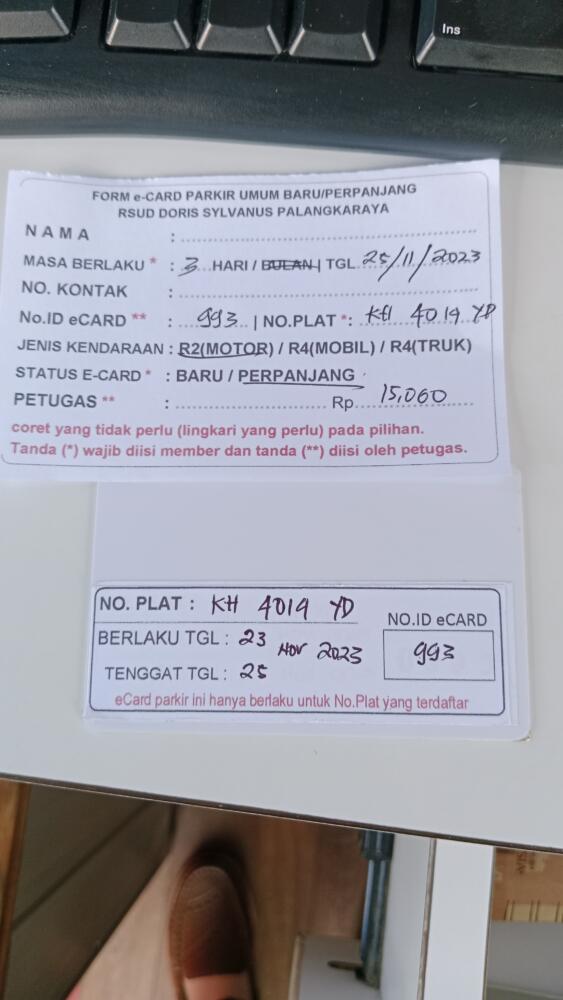 Ins
FORM e-CARD PARKIR UMUM BARU/PERPANJANG
RSUD DORIS SYLVANUS PALANGKARAYA
NAMA :
MASA BERLAKU * : 3 HARI / BULAN | TGL 25/11/2023
NO. KONTAK :
No.ID eCARD ** : 993 | NO.PLAT *: KH 4019 YD
JENIS KENDARAAN : R2(MOTOR) / R4(MOBIL) / R4(TRUK)
STATUS E-CARD * : BARU / PERPANJANG
PETUGAS ** : Rp 15,000
coret yang tidak perlu (lingkari yang perlu) pada pilihan.
Tanda (*) wajib diisi member dan tanda (**) diisi oleh petugas.
NO. PLAT : KH 4019 YD
NO.ID eCARD
BERLAKU TGL : 23 NOV 2023
993
TENGGAT TGL : 25
eCard parkir ini hanya berlaku untuk No.Plat yang terdaftar